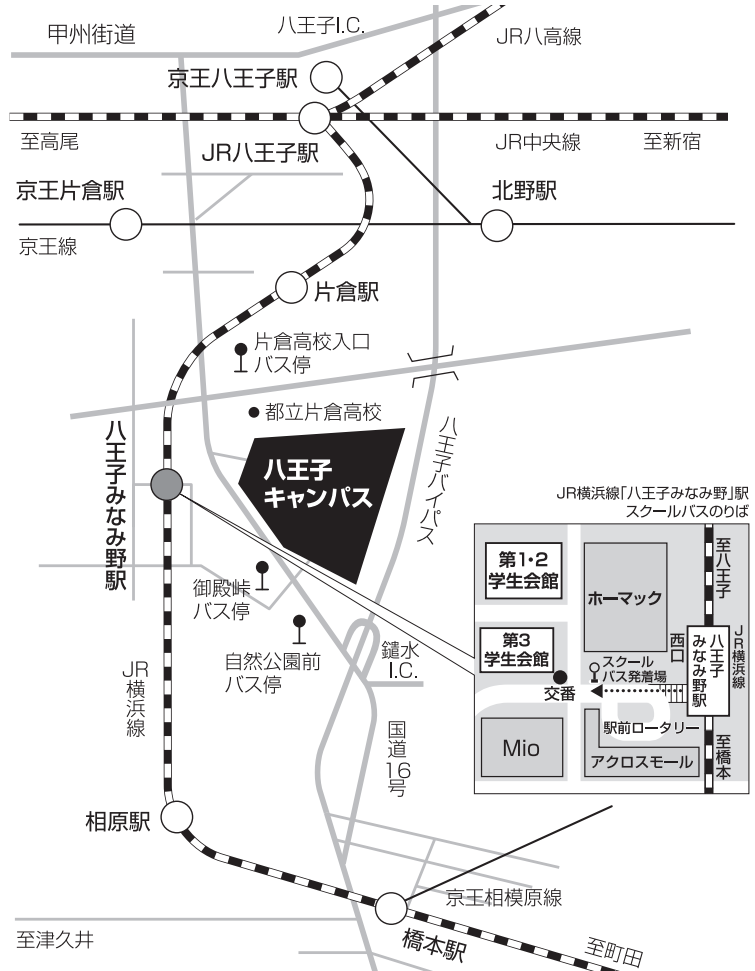 八王子I.C.
甲州街道
JR八高線
京王八王子駅
至高尾
JR八王子駅
JR中央線
至新宿
京王片倉駅
北野駅
京王線
片倉駅
片倉高校入口
バス停
都立片倉高校
八王子みなみ野駅
八王子
キャンパス
八王子バイパス
御殿峠
バス停
自然公園前
バス停
鑓水
I.C.
JR横浜線
国道16号
相原駅
京王相模原線
至津久井
橋本駅
至町田
JR横浜線「八王子みなみ野」駅
スクールバスのりば
第1・2
学生会館
ホーマック
至八王子
第3
学生会館
西口
八王子
みなみ野駅
JR横浜線
スクール
バス発着場
交番
駅前ロータリー
Mio
アクロスモール
至橋本